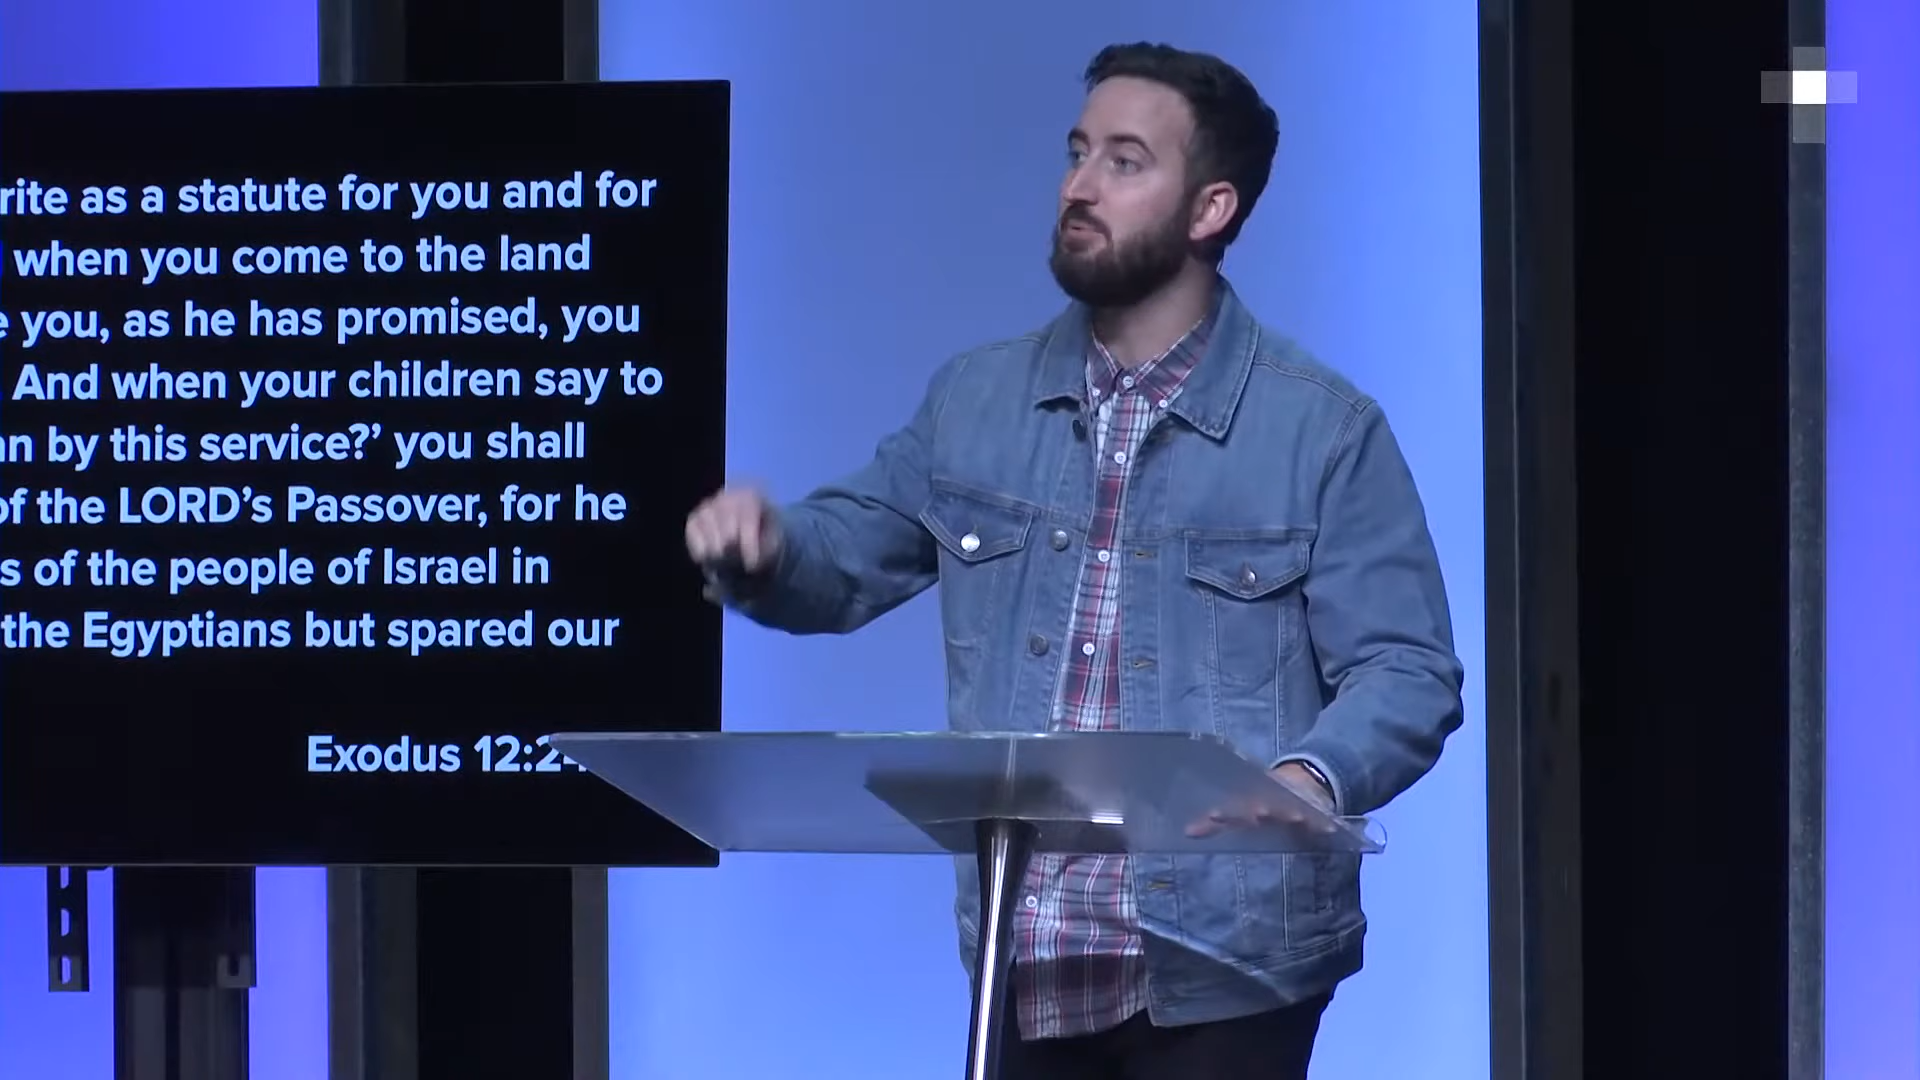 rite as a statute for you and for
when you come to the land
you, as he has promised, you
And when your children say to
by this service?’ you shall
of the LORD’s Passover, for he
s of the people of Israel in
the Egyptians but spared our
Exodus 12:24